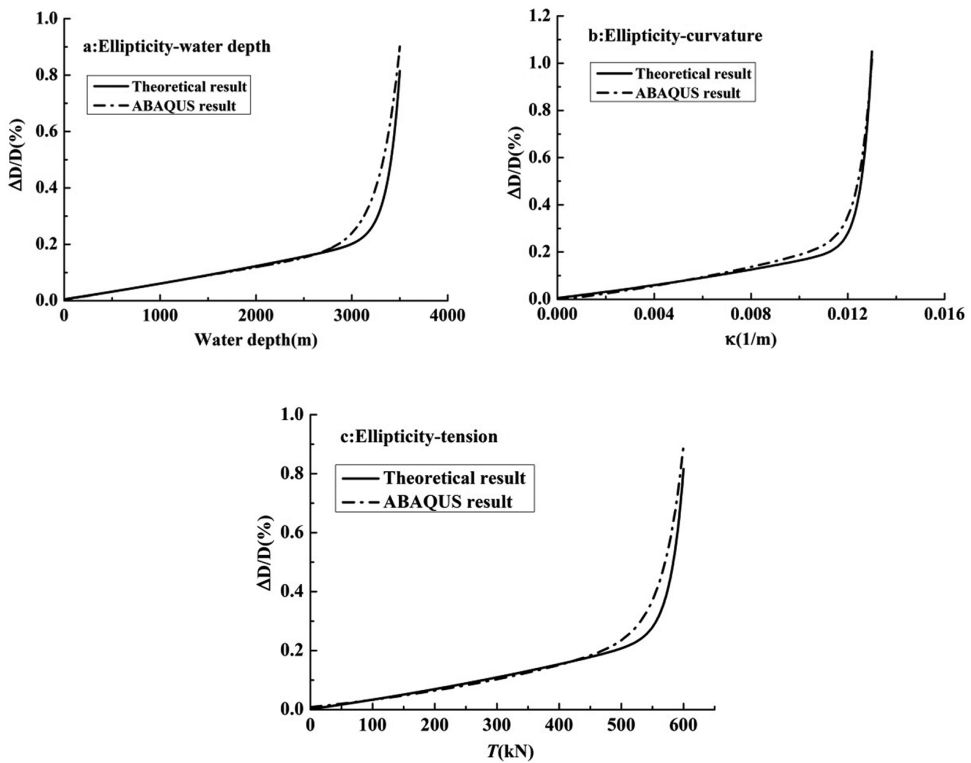 a:Ellipticity-water depth
Theoretical result
ABAQUS result
ΔD/D(%)
1.0
0.8
0.6
0.4
0.2
0.0
0 1000 2000 3000 4000
Water depth(m)
b:Ellipticity-curvature
Theoretical result
ABAQUS result
ΔD/D(%)
1.2
1.0
0.8
0.6
0.4
0.2
0.0
0.000 0.004 0.008 0.012 0.016
κ(1/m)
c:Ellipticity-tension
Theoretical result
ABAQUS result
ΔD/D(%)
1.0
0.8
0.6
0.4
0.2
0.0
0 100 200 300 400 500 600
T(kN)